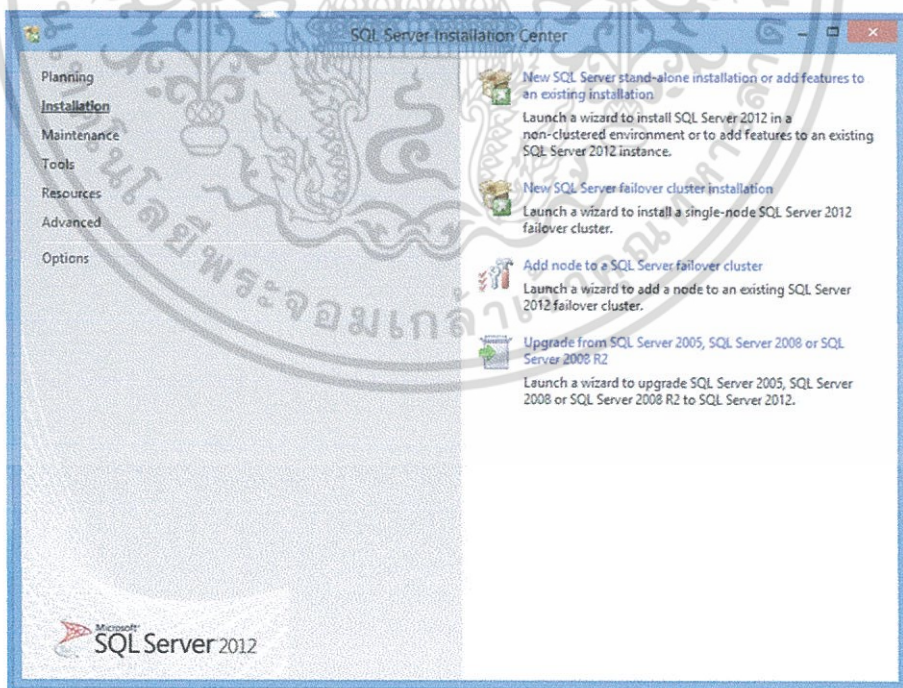 SQL Server Installation Center
Planning
Installation
Maintenance
Tools
Resources
Advanced
Options
New SQL Server stand-alone installation or add features to
an existing installation
Launch a wizard to install SQL Server 2012 in a
non-clustered environment or to add features to an existing
SQL Server 2012 instance.
New SQL Server failover cluster installation
Launch a wizard to install a single-node SQL Server 2012
failover cluster.
Add node to a SQL Server failover cluster
Launch a wizard to add a node to an existing SQL Server
2012 failover cluster.
Upgrade from SQL Server 2005, SQL Server 2008 or SQL
Server 2008 R2
Launch a wizard to upgrade SQL Server 2005, SQL Server
2008 or SQL Server 2008 R2 to SQL Server 2012.
Microsoft
SQL Server 2012